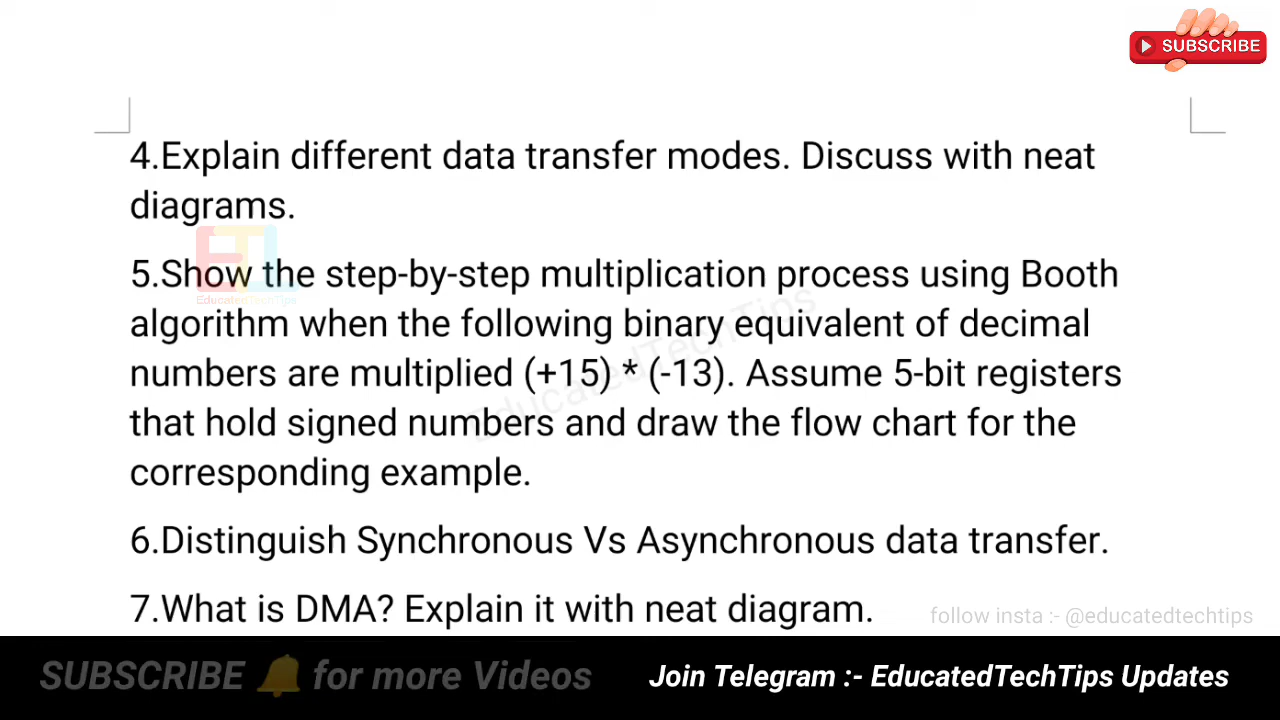 SUBSCRIBE
4.Explain different data transfer modes. Discuss with neat
diagrams.
5.Show the step-by-step multiplication process using Booth
EducatedTechTips
algorithm when the following binary equivalent of decimal
EducatedTechTips
numbers are multiplied (+15) * (-13). Assume 5-bit registers
that hold signed numbers and draw the flow chart for the
corresponding example.
6.Distinguish Synchronous Vs Asynchronous data transfer.
7.What is DMA? Explain it with neat diagram.
follow insta :- @educatedtechtips
SUBSCRIBE 🔔 for more Videos
Join Telegram :- EducatedTechTips Updates